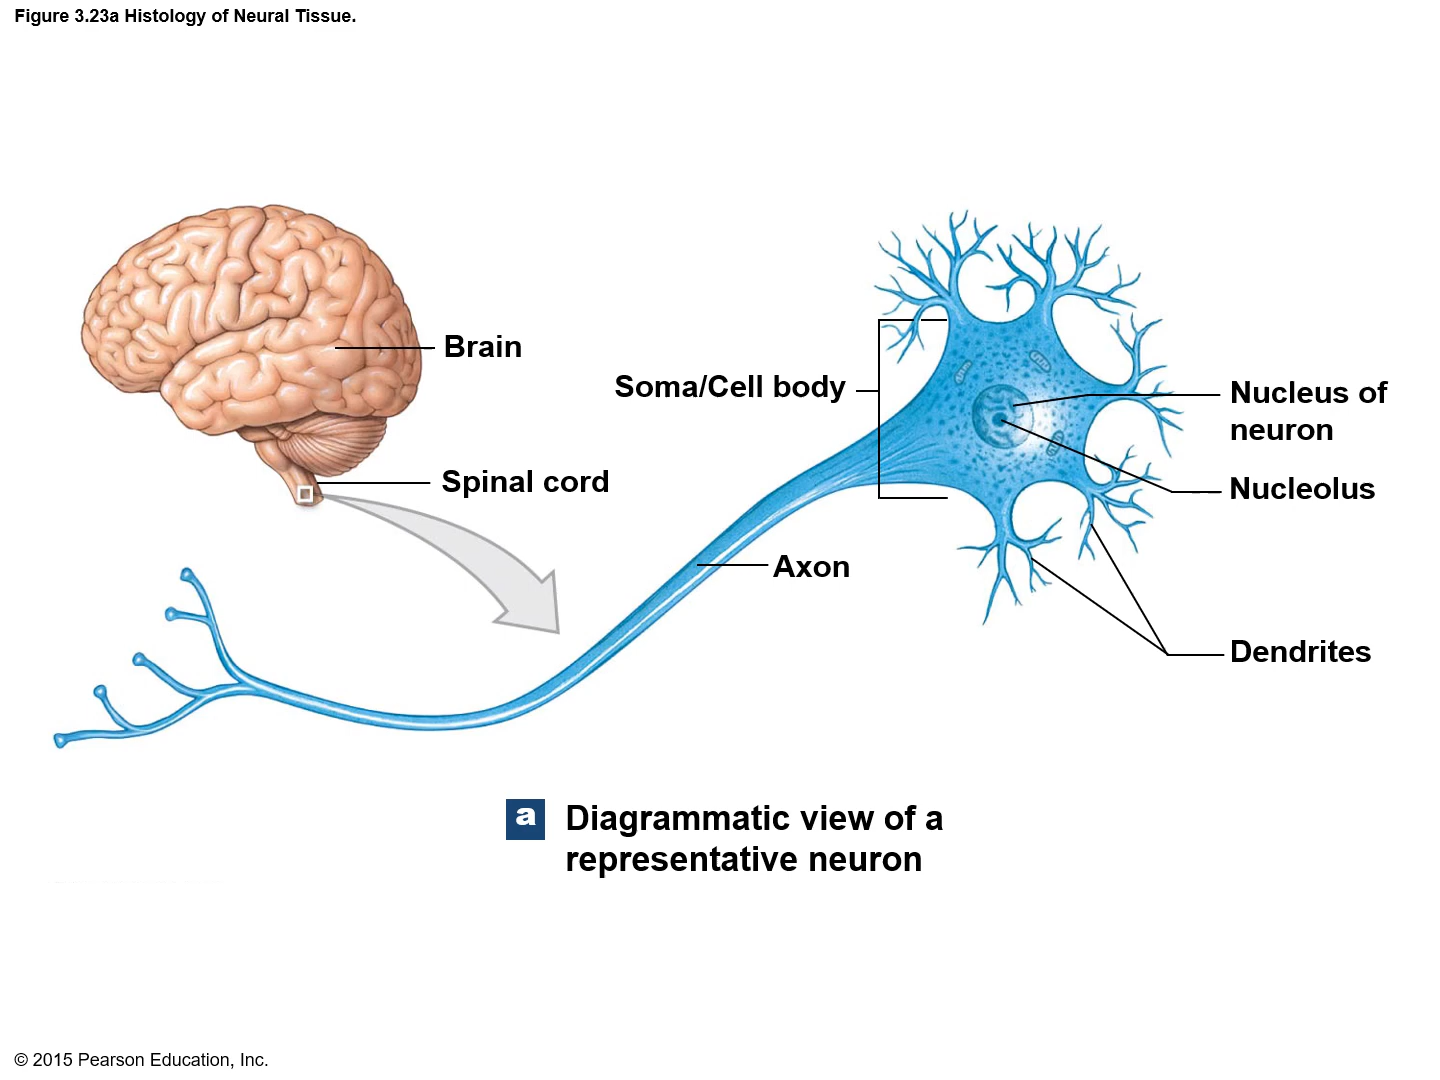 Figure 3.23a Histology of Neural Tissue.
Brain
Soma/Cell body
Nucleus of
neuron
Spinal cord
Nucleolus
Axon
Dendrites
a Diagrammatic view of a
representative neuron
© 2015 Pearson Education, Inc.